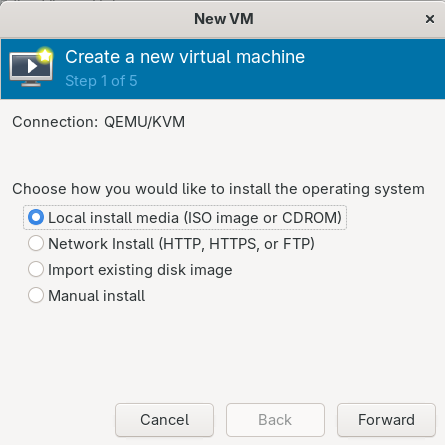 New VM
Create a new virtual machine
Step 1 of 5
Connection: QEMU/KVM
Choose how you would like to install the operating system
Local install media (ISO image or CDROM)
Network Install (HTTP, HTTPS, or FTP)
Import existing disk image
Manual install
Cancel Back Forward